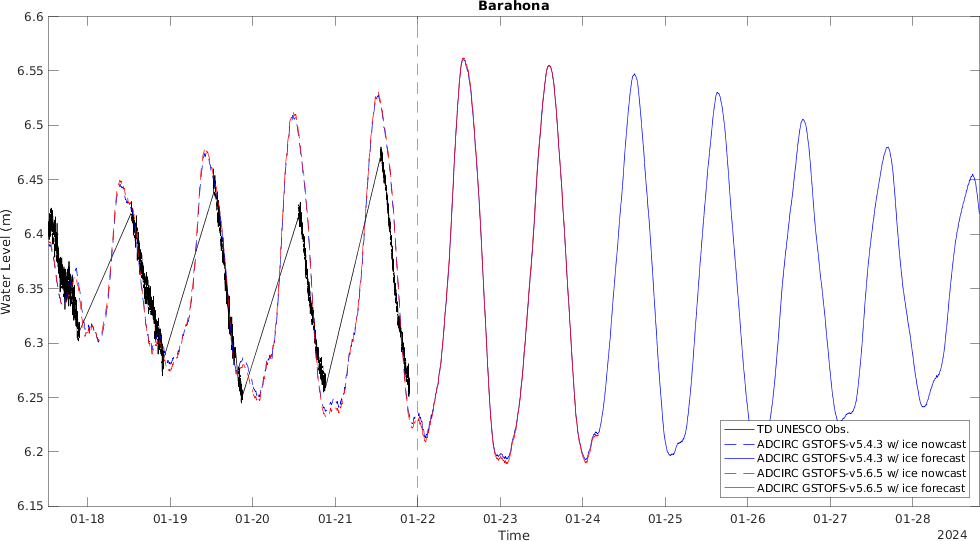 Barahona
6.6
6.55
6.5
6.45
6.4
6.35
6.3
6.25
6.2
6.15
Water Level (m)
TD UNESCO Obs.
ADCIRC GSTOFS-v5.4.3 w/ ice nowcast
ADCIRC GSTOFS-v5.4.3 w/ ice forecast
ADCIRC GSTOFS-v5.6.5 w/ ice nowcast
ADCIRC GSTOFS-v5.6.5 w/ ice forecast
01-18 01-19 01-20 01-21 01-22 01-23 01-24 01-25 01-26 01-27 01-28
Time
2024